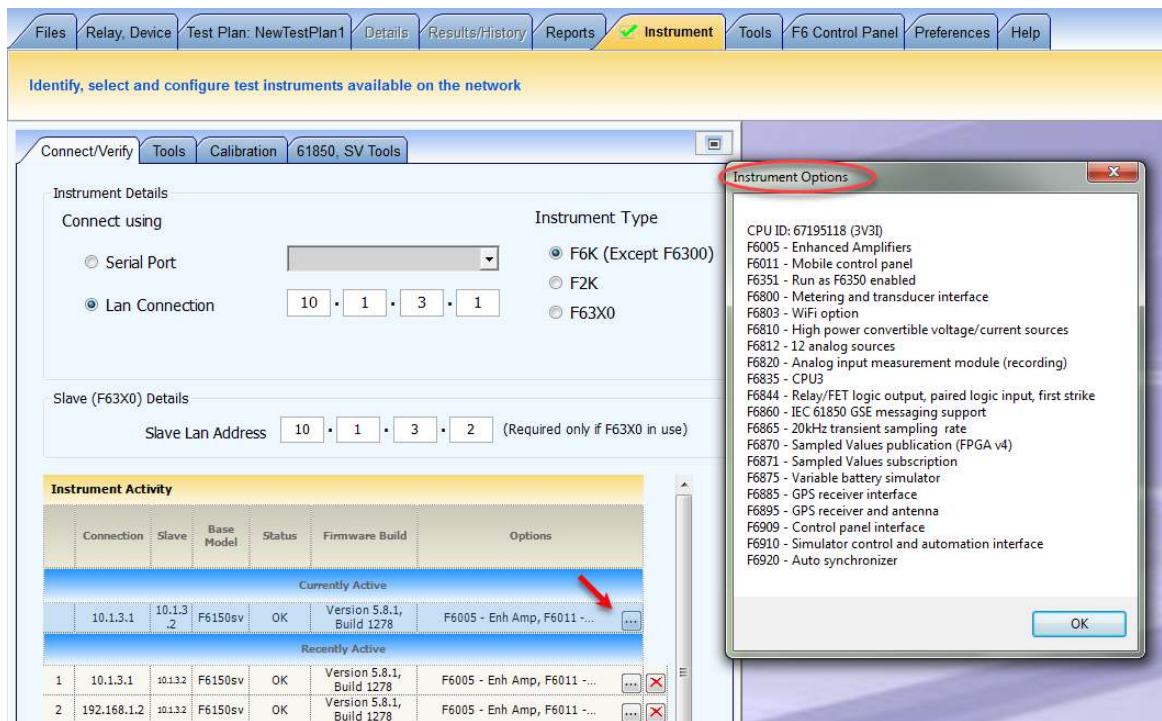 Files Relay, Device Test Plan: NewTestPlan1 Details Results/History Reports Instrument Tools F6 Control Panel Preferences Help
Identify, select and configure test instruments available on the network
Connect/Verify Tools Calibration 61850, SV Tools
Instrument Details
Connect using
Serial Port
Lan Connection 10 . 1 . 3 . 1
Instrument Type
F6K (Except F6300)
F2K
F63X0
Slave (F63X0) Details
Slave Lan Address 10 . 1 . 3 . 2 (Required only if F63X0 in use)
Instrument Activity
Connection Slave Base Model Status Firmware Build Options
Currently Active
10.1.3.1 10.1.3.2 F6150sv OK Version 5.8.1, Build 1278 F6005 - Enh Amp, F6011 -... ...
Recently Active
1 10.1.3.1 10.1.3.2 F6150sv OK Version 5.8.1, Build 1278 F6005 - Enh Amp, F6011 -... ...
2 192.168.1.2 10.1.3.2 F6150sv OK Version 5.8.1, Build 1278 F6005 - Enh Amp, F6011 -... ...
Instrument Options
CPU ID: 67195118 (3V3I)
F6005 - Enhanced Amplifiers
F6011 - Mobile control panel
F6351 - Run as F6350 enabled
F6800 - Metering and transducer interface
F6803 - WiFi option
F6810 - High power convertible voltage/current sources
F6812 - 12 analog sources
F6820 - Analog input measurement module (recording)
F6835 - CPU3
F6844 - Relay/FET logic output, paired logic input, first strike
F6860 - IEC 61850 GSE messaging support
F6865 - 20kHz transient sampling rate
F6870 - Sampled Values publication (FPGA v4)
F6871 - Sampled Values subscription
F6875 - Variable battery simulator
F6885 - GPS receiver interface
F6895 - GPS receiver and antenna
F6909 - Control panel interface
F6910 - Simulator control and automation interface
F6920 - Auto synchronizer
OK